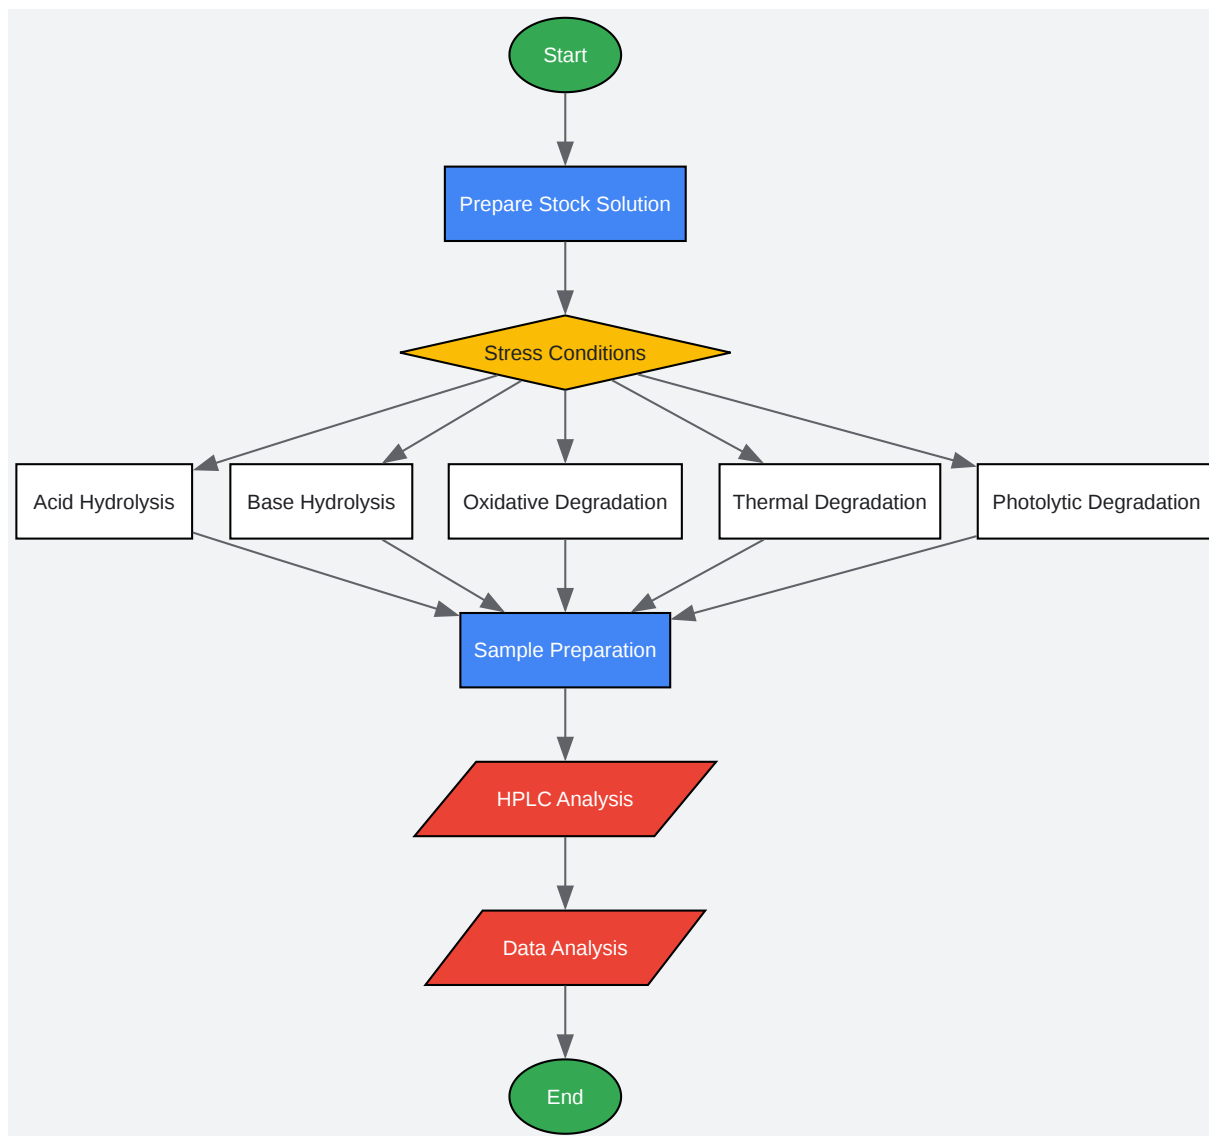 Start
Prepare Stock Solution
Stress Conditions
Acid Hydrolysis
Base Hydrolysis
Oxidative Degradation
Thermal Degradation
Photolytic Degradation
Sample Preparation
HPLC Analysis
Data Analysis
End